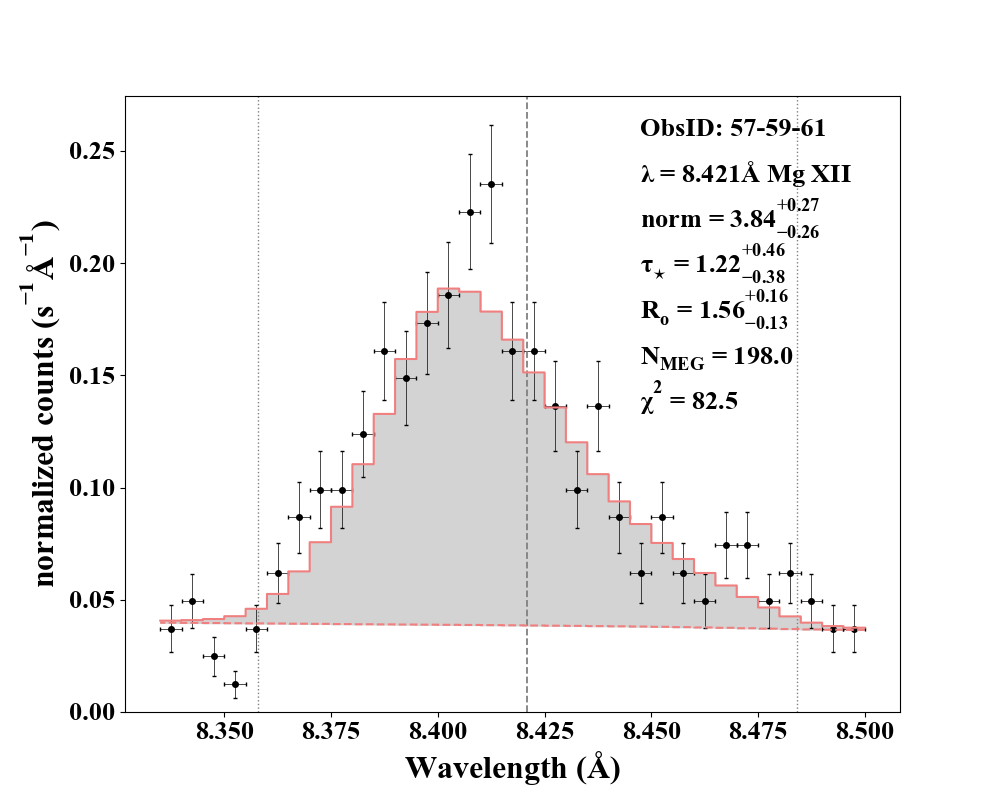 ObsID: 57-59-61
λ = 8.421Å Mg XII
norm = 3.84 +0.27 −0.26
τ⋆ = 1.22 +0.46 −0.38
Ro = 1.56 +0.16 −0.13
NMEG = 198.0
χ² = 82.5
normalized counts (s⁻¹ Å⁻¹)
0.25
0.20
0.15
0.10
0.05
0.00
8.350 8.375 8.400 8.425 8.450 8.475 8.500
Wavelength (Å)